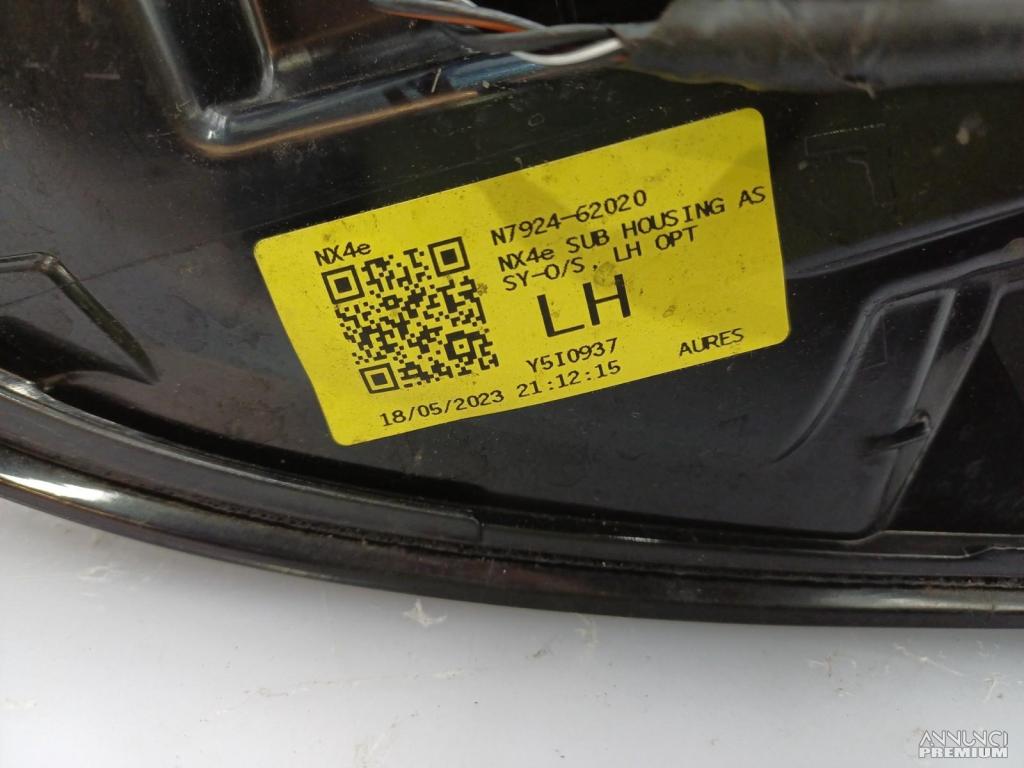 NX4e
N7924-62020
NX4e SUB HOUSING AS
SY-O/S , LH OPT
LH
Y5I0937
AURES
18/05/2023 21:12:15
ANNUNCI
PREMIUM